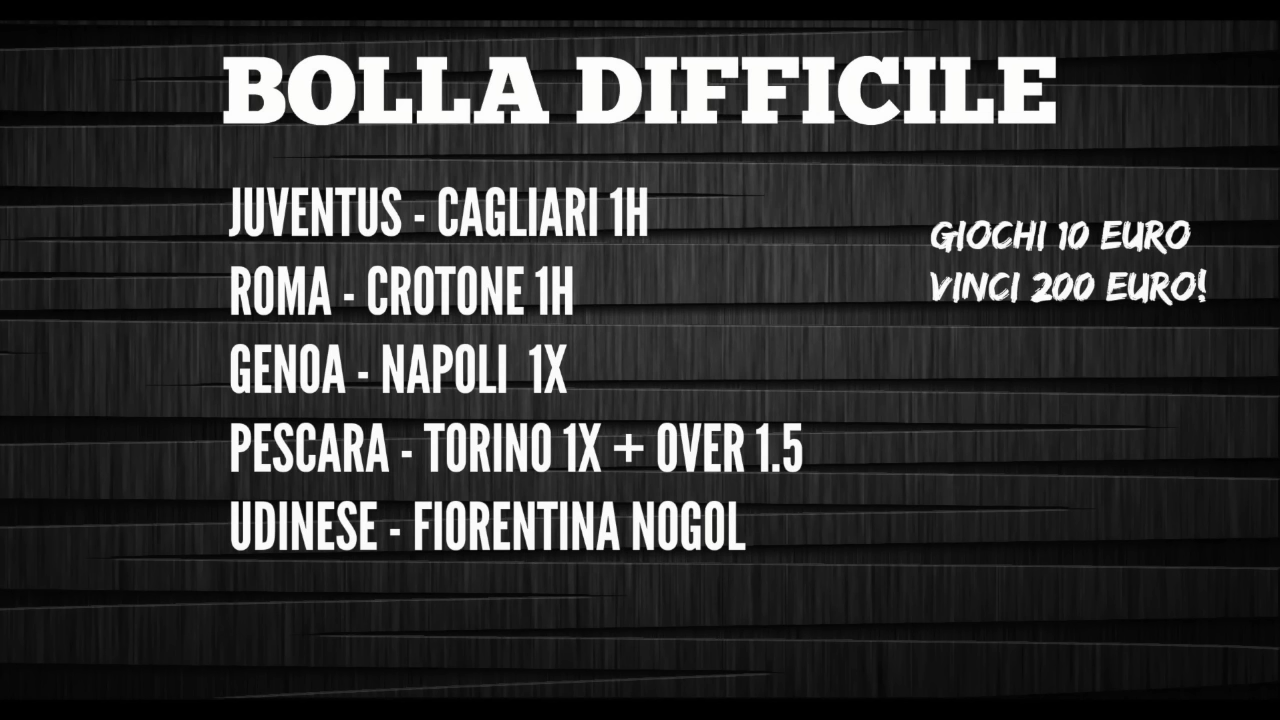 BOLLA DIFFICILE
JUVENTUS - CAGLIARI 1H
ROMA - CROTONE 1H
GENOA - NAPOLI 1X
PESCARA - TORINO 1X + OVER 1.5
UDINESE - FIORENTINA NOGOL
GIOCHI 10 EURO
VINCI 200 EURO!